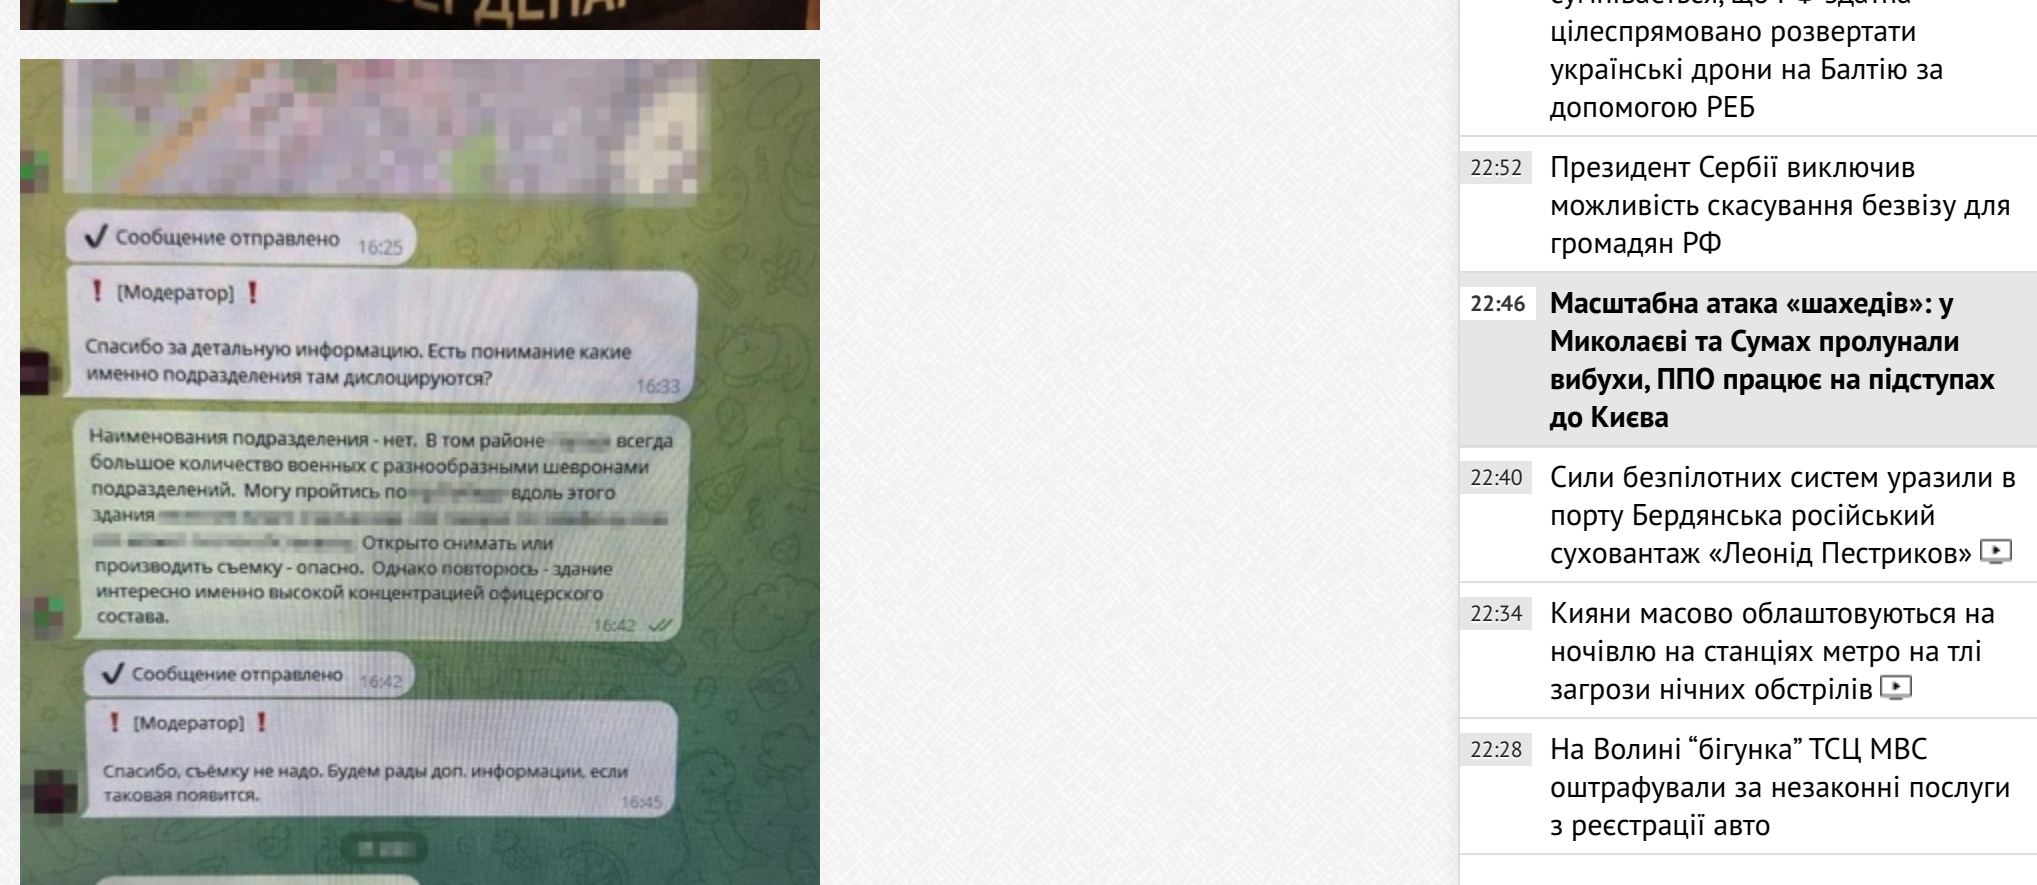 ✓ Сообщение отправлено 16:25
❗ [Модератор] ❗
Спасибо за детальную информацию. Есть понимание какие
именно подразделения там дислоцируются? 16:33
Наименования подразделения - нет. В том районе всегда
большое количество военных с разнообразными шевронами
подразделений. Могу пройтись по вдоль этого
здания
Открыто снимать или
производить съемку - опасно. Однако повторюсь - здание
интересно именно высокой концентрацией офицерского
состава. 16:42
✓ Сообщение отправлено 16:42
❗ [Модератор] ❗
Спасибо, съёмку не надо. Будем рады доп. информации, если
таковая появится. 16:45
цілеспрямовано розвертати
українські дрони на Балтію за
допомогою РЕБ
22:52 Президент Сербії виключив
можливість скасування безвізу для
громадян РФ
22:46 Масштабна атака «шахедів»: у
Миколаєві та Сумах пролунали
вибухи, ППО працює на підступах
до Києва
22:40 Сили безпілотних систем уразили в
порту Бердянська російський
суховантаж «Леонід Пестриков»
22:34 Кияни масово облаштовуються на
ночівлю на станціях метро на тлі
загрози нічних обстрілів
22:28 На Волині “бігунка” ТСЦ МВС
оштрафували за незаконні послуги
з реєстрації авто